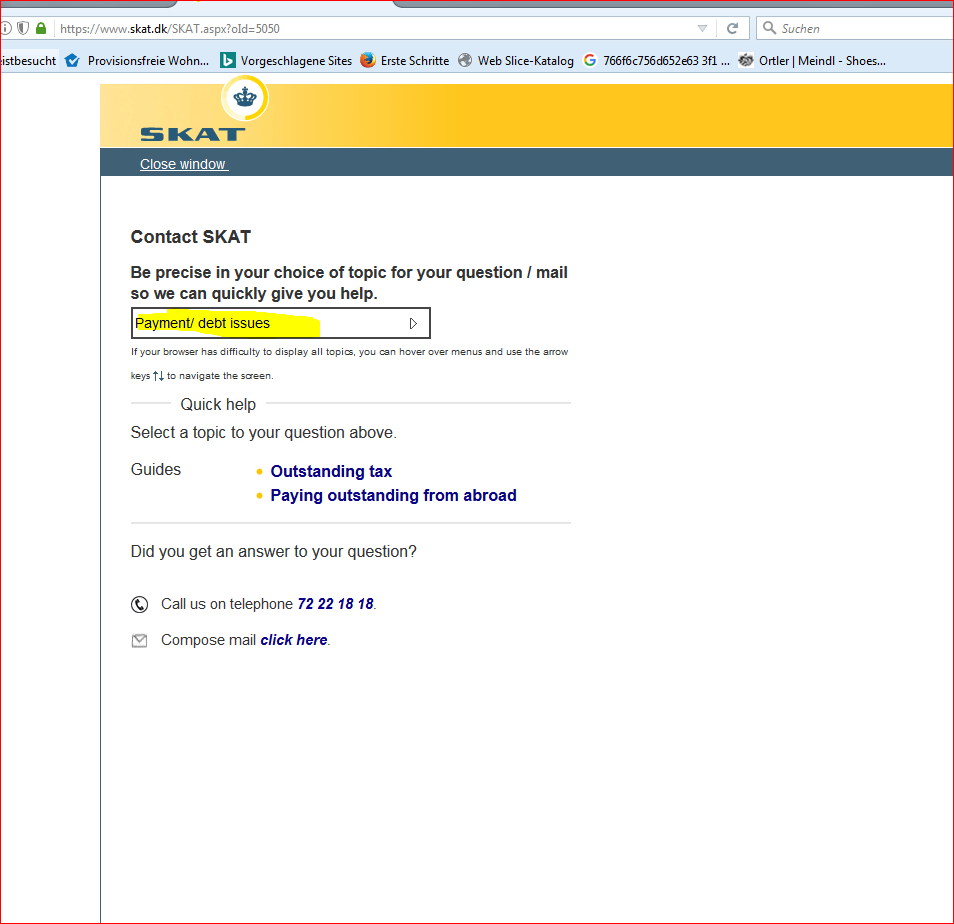 https://www.skat.dk/SKAT.aspx?oId=5050
Suchen
eistbesucht
Provisionsfreie Wohn...
Vorgeschlagene Sites
Erste Schritte
Web Slice-Katalog
766f6c756d652e63 3f1 ...
Ortler | Meindl - Shoes...
SKAT
Close window
Contact SKAT
Be precise in your choice of topic for your question / mail
so we can quickly give you help.
Payment/ debt issues
If your browser has difficulty to display all topics, you can hover over menus and use the arrow
keys ↑↓ to navigate the screen.
Quick help
Select a topic to your question above.
Guides
Outstanding tax
Paying outstanding from abroad
Did you get an answer to your question?
Call us on telephone 72 22 18 18.
Compose mail click here.